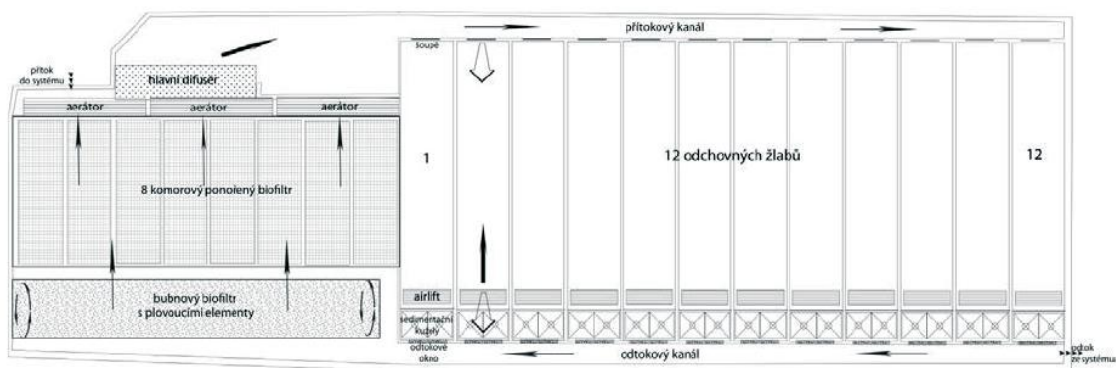 přítokový kanál
šoupě
přítok
do systému
hlavní difuser
aerátor
aerátor
aerátor
1
12 odchovných žlabů
12
8 komorový ponořený biofiltr
bubnový biofiltr
s plovoucími elementy
airlift
sedimentační
kužely
odtokové
okno
odtokový kanál
odtok
ze systému